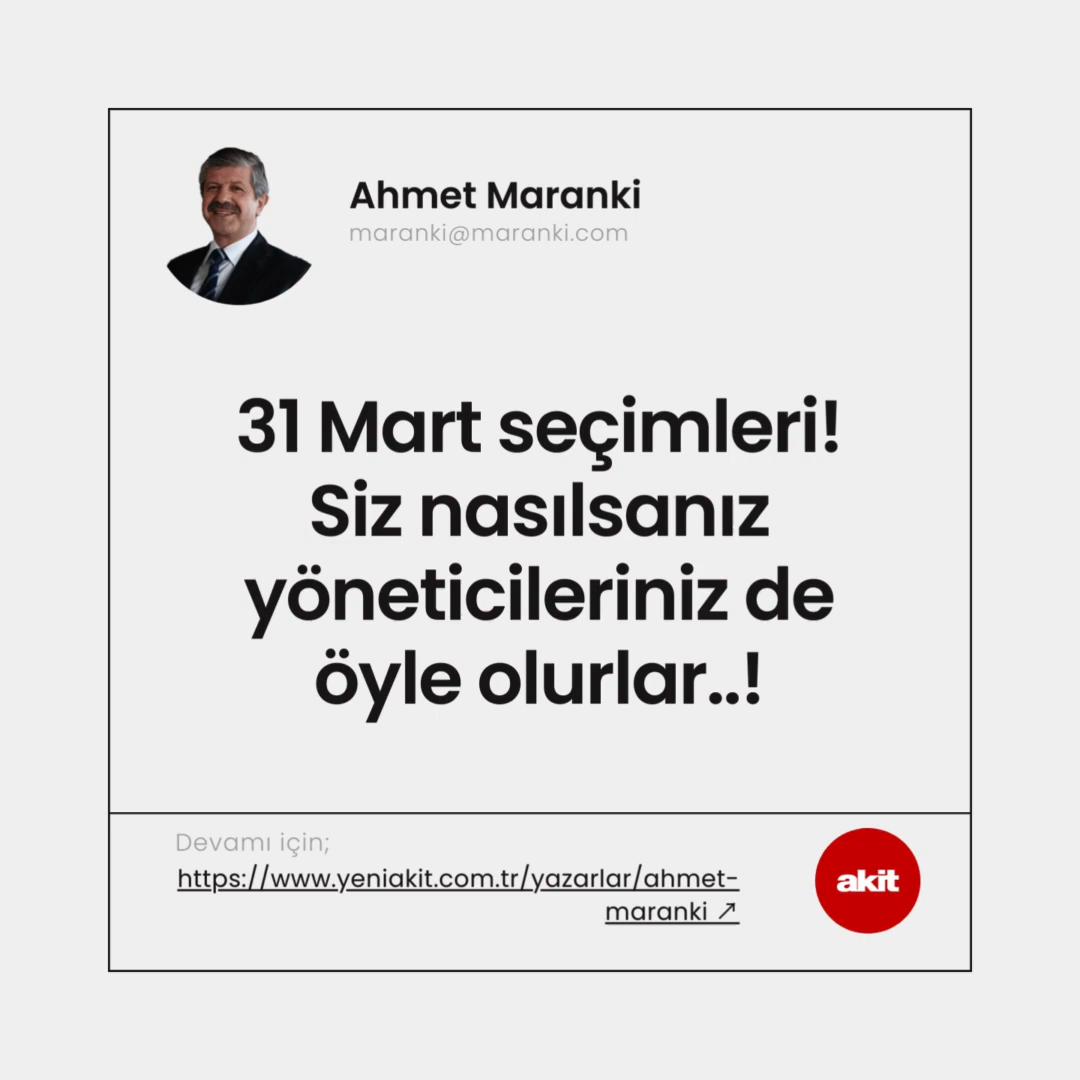 Ahmet Maranki
maranki@maranki.com
31 Mart seçimleri!
Siz nasılsanız
yöneticileriniz de
öyle olurlar..!
Devamı için;
https://www.yeniakit.com.tr/yazarlar/ahmet-
maranki ↗
akit